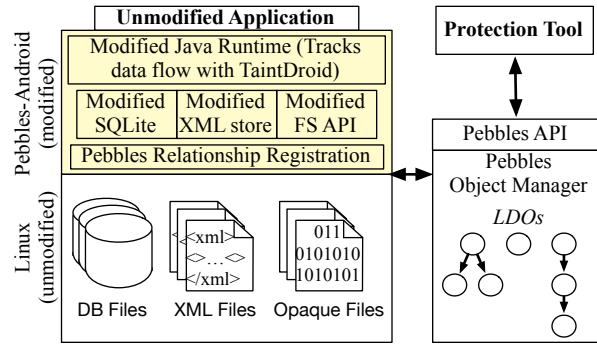 Unmodified Application
Pebbles-Android
(modified)
Modified Java Runtime (Tracks
data flow with TaintDroid)
Modified
SQLite
Modified
XML store
Modified
FS API
Pebbles Relationship Registration
Linux
(unmodified)
DB Files
<xml>
<>...<>
</xml>
XML Files
011
0101010
1010101
Opaque Files
Protection Tool
Pebbles API
Pebbles
Object Manager
LDOs